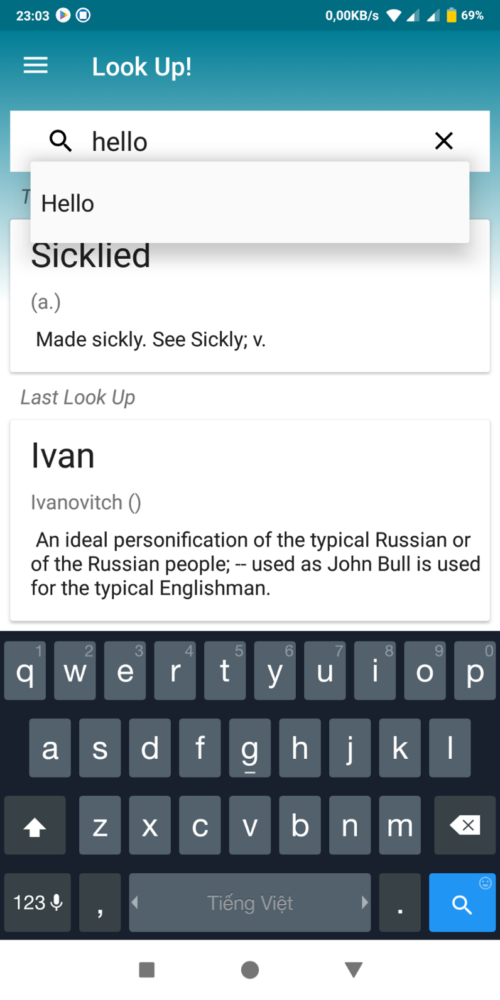 23:03 0,00KB/s 69%
Look Up!
hello
Hello
T
Sicklied
(a.)
Made sickly. See Sickly; v.
Last Look Up
Ivan
Ivanovitch ()
An ideal personification of the typical Russian or
of the Russian people; -- used as John Bull is used
for the typical Englishman.
1 2 3 4 5 6 7 8 9 0
q w e r t y u i o p
a s d f g h j k l
z x c v b n m
123 , Tiếng Việt .